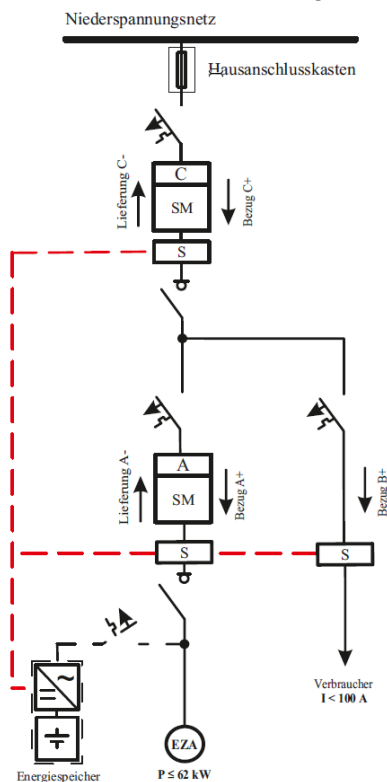 Niederspannungsnetz
Hausanschlusskasten
Lieferung C-
C
SM
Bezug C+
S
Lieferung A-
A
SM
Bezug A+
Bezug B+
S
S
Verbraucher
I < 100 A
EZA
Energiespeicher
P ≤ 62 kW